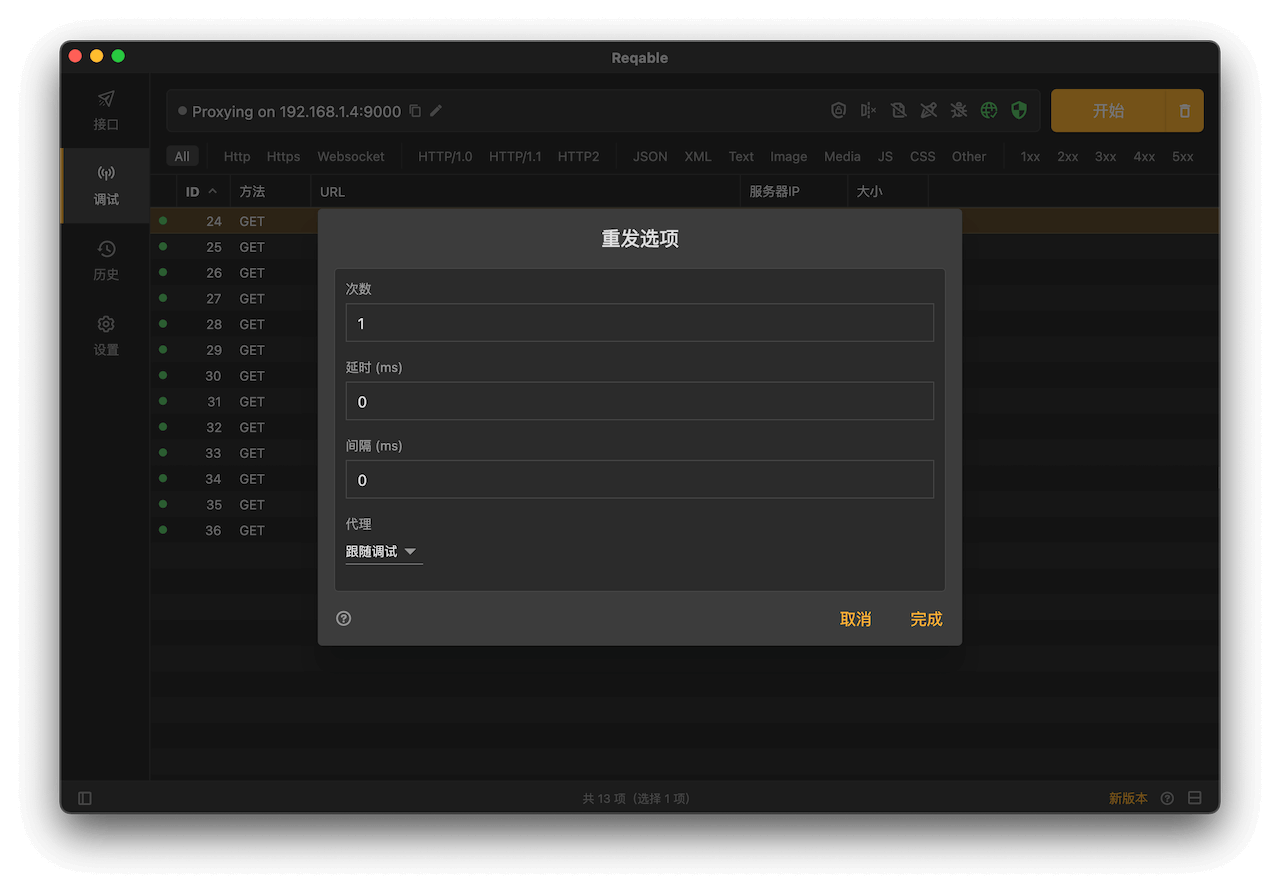 Reqable
接口
调试
历史
设置
Proxying on 192.168.1.4:9000
开始
All Http Https Websocket HTTP/1.0 HTTP/1.1 HTTP2 JSON XML Text Image Media JS CSS Other 1xx 2xx 3xx 4xx 5xx
ID 方法 URL 服务器IP 大小
24 GET
25 GET
26 GET
27 GET
28 GET
29 GET
30 GET
31 GET
32 GET
33 GET
34 GET
35 GET
36 GET
重发选项
次数
1
延时 (ms)
0
间隔 (ms)
0
代理
跟随调试
取消 完成
共 13 项（选择 1 项）
新版本